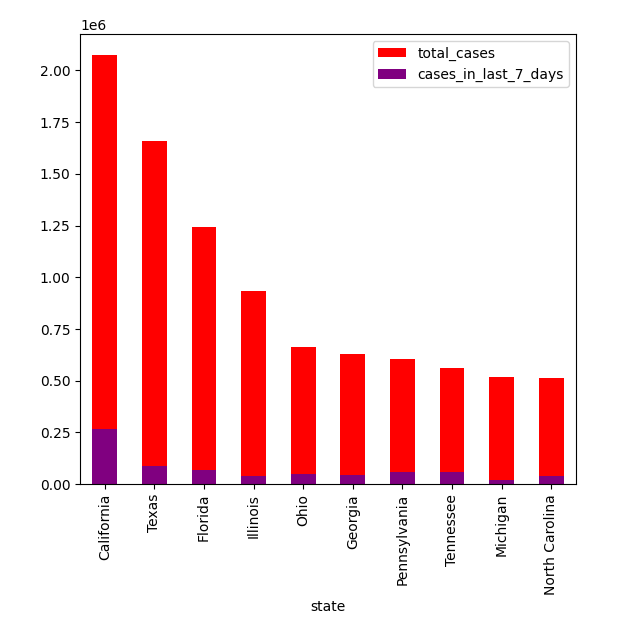 1e6
total_cases
cases_in_last_7_days
2.00
1.75
1.50
1.25
1.00
0.75
0.50
0.25
0.00
California
Texas
Florida
Illinois
Ohio
Georgia
Pennsylvania
Tennessee
Michigan
North Carolina
state